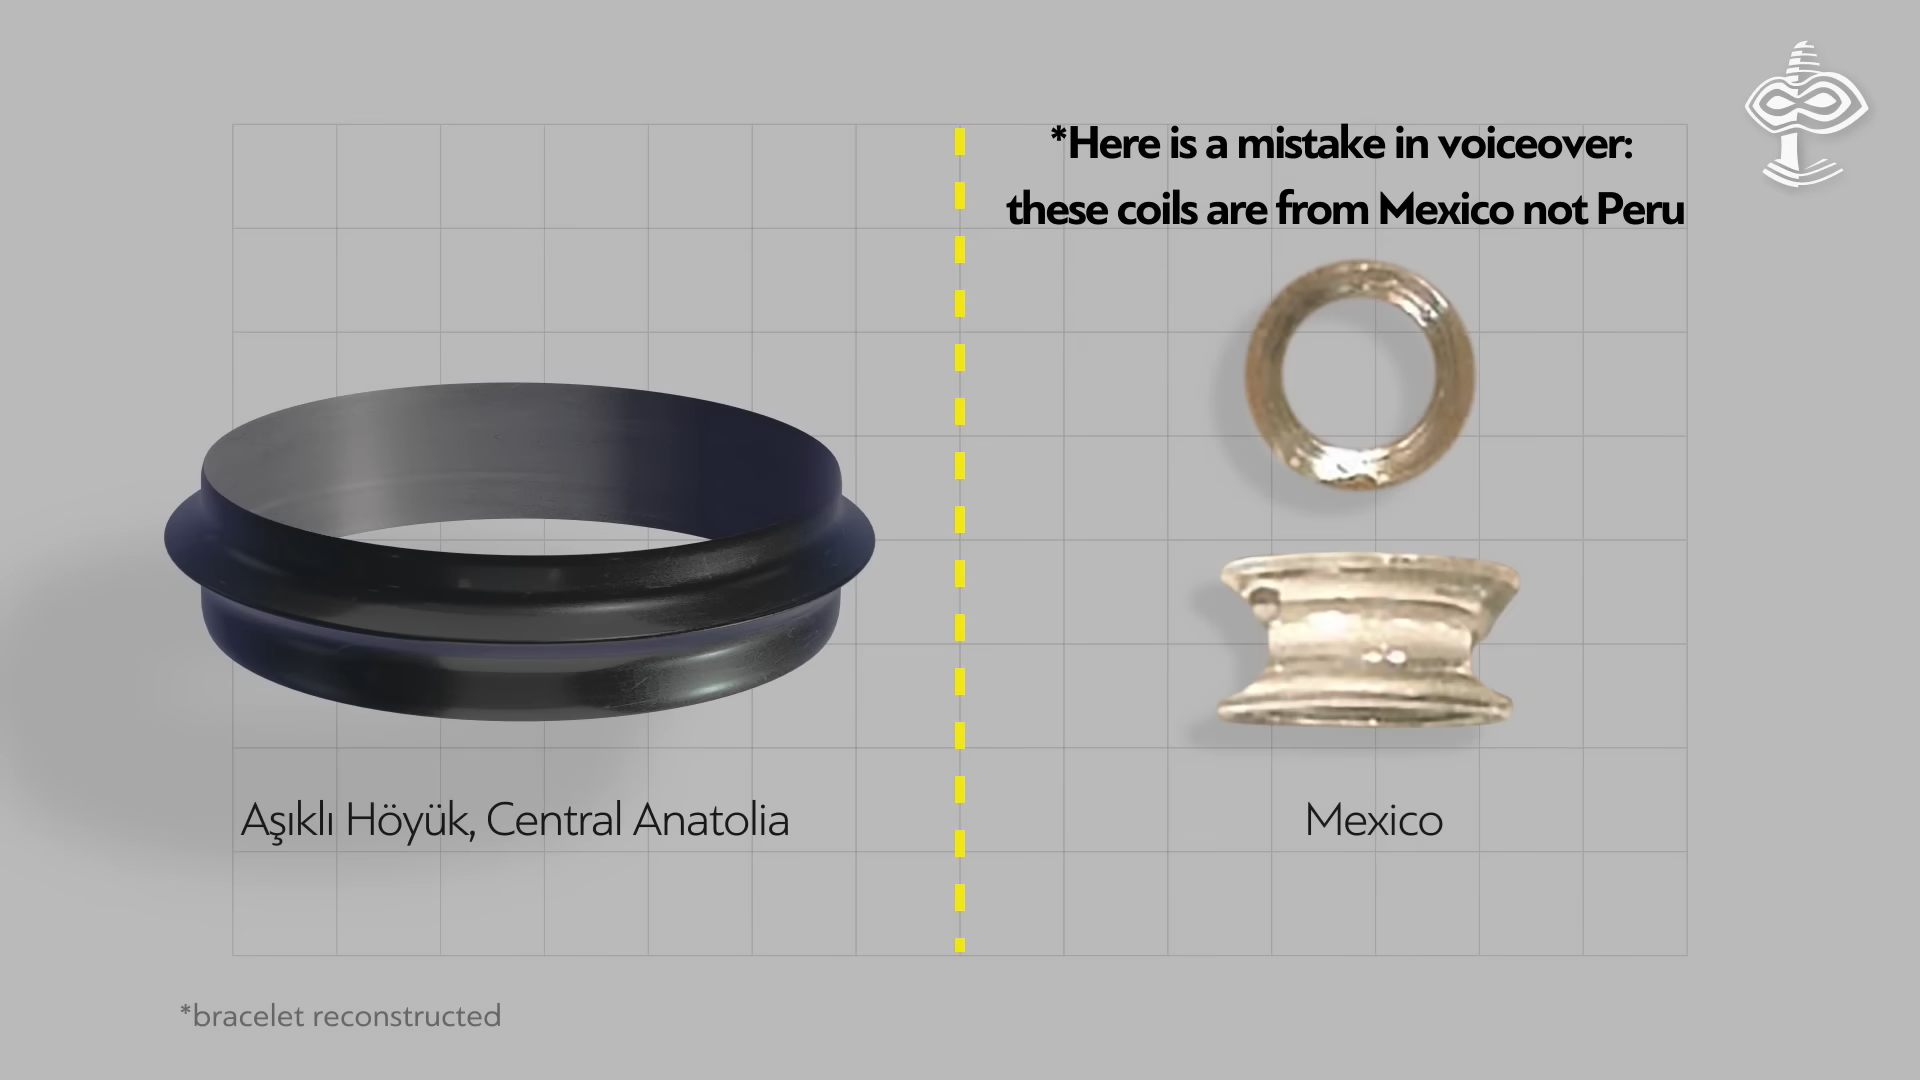 *Here is a mistake in voiceover:
these coils are from Mexico not Peru
Aşıklı Höyük, Central Anatolia
Mexico
*bracelet reconstructed